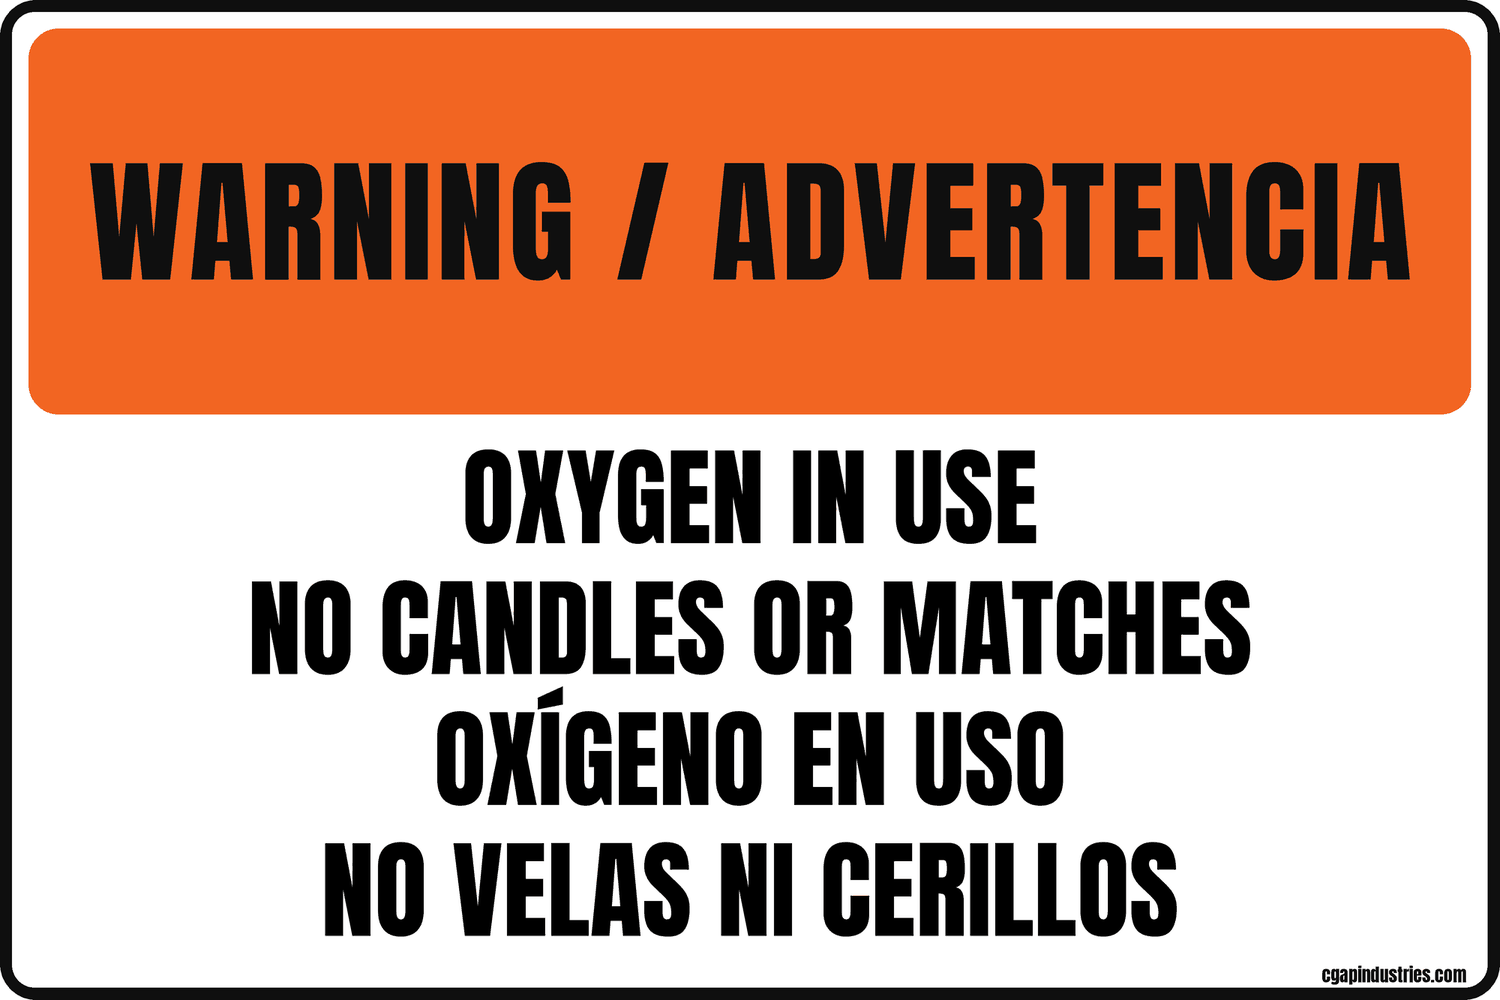 WARNING / ADVERTENCIA
OXYGEN IN USE
NO CANDLES OR MATCHES
OXÍGENO EN USO
NO VELAS NI CERILLOS
cgapindustries.com